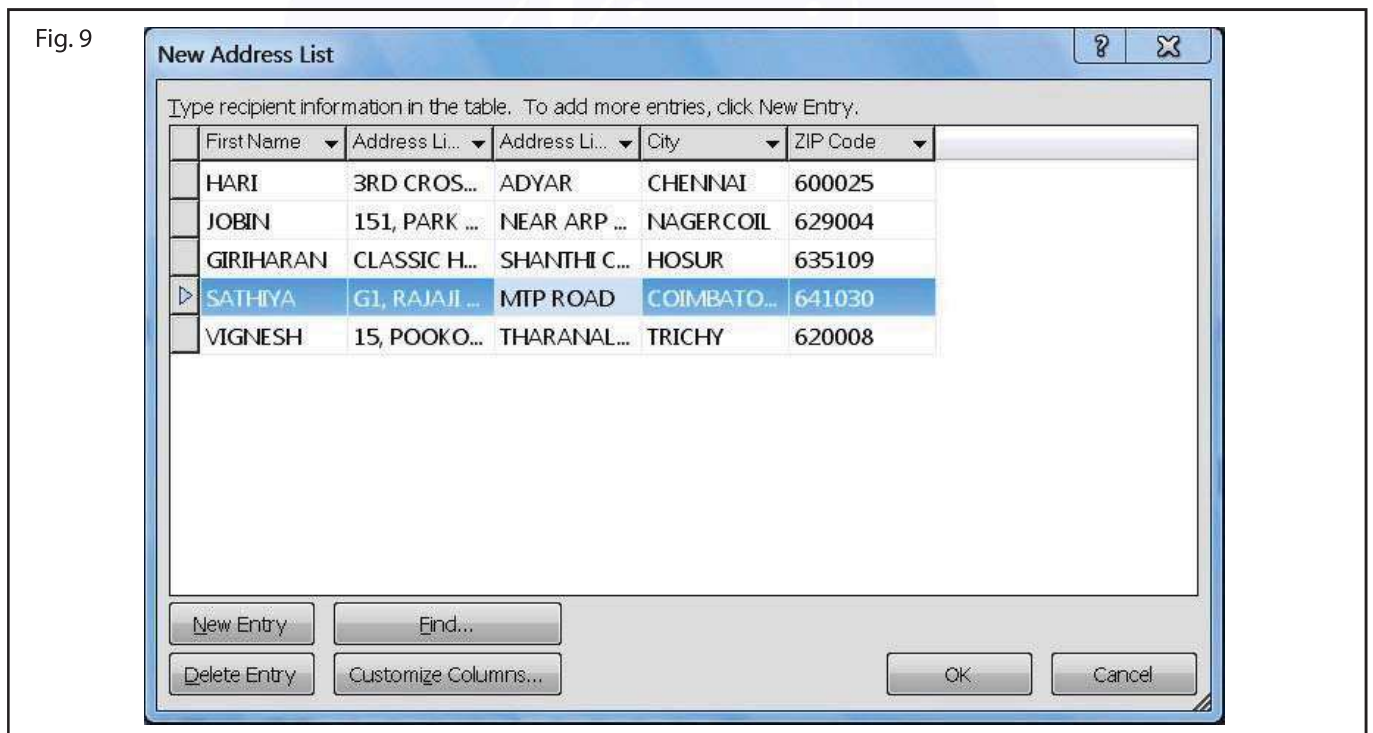 Fig. 9
New Address List
Type recipient information in the table. To add more entries, click New Entry.
First Name Address Li... Address Li... City ZIP Code
HARI 3RD CROS... ADYAR CHENNAI 600025
JOBIN 151, PARK ... NEAR ARP ... NAGERCOIL 629004
GIRIHARAN CLASSIC H... SHANTHI C... HOSUR 635109
SATHIYA G1, RAJAJI ... MTP ROAD COIMBATO... 641030
VIGNESH 15, POOKO... THARANAL... TRICHY 620008
New Entry Find...
Delete Entry Customize Columns... OK Cancel